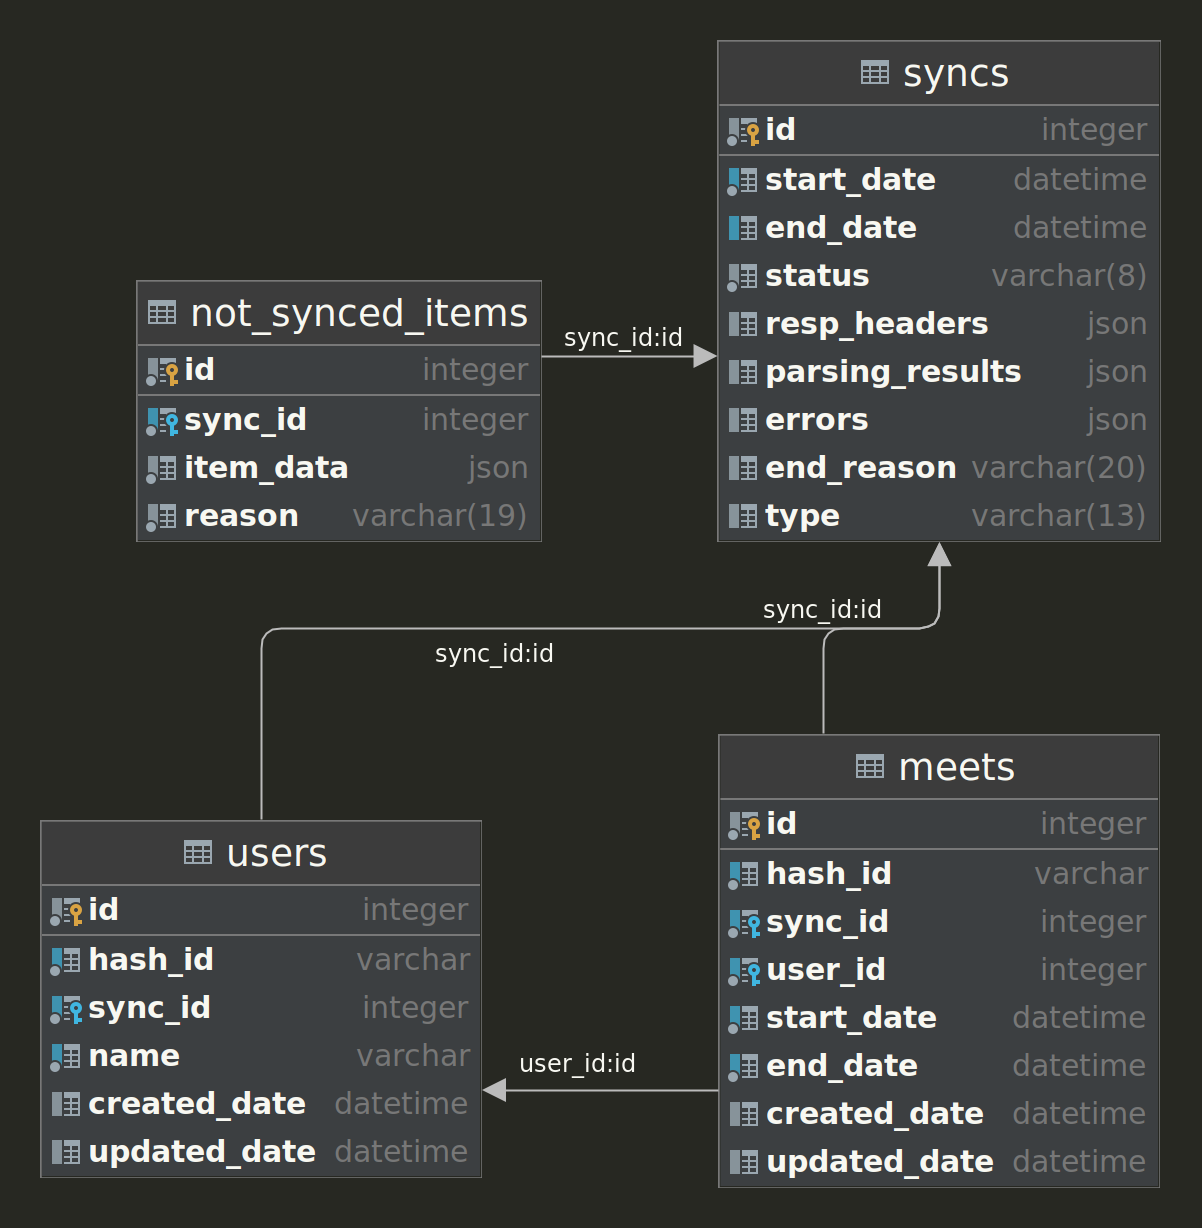 syncs
id integer
start_date datetime
end_date datetime
status varchar(8)
resp_headers json
parsing_results json
errors json
end_reason varchar(20)
type varchar(13)
not_synced_items
id integer
sync_id integer
item_data json
reason varchar(19)
sync_id:id
sync_id:id
sync_id:id
users
id integer
hash_id varchar
sync_id integer
name varchar
created_date datetime
updated_date datetime
user_id:id
meets
id integer
hash_id varchar
sync_id integer
user_id integer
start_date datetime
end_date datetime
created_date datetime
updated_date datetime